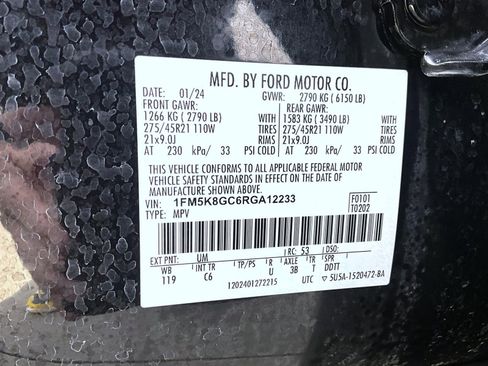 MFD. BY FORD MOTOR CO.
DATE: 01/24 GVWR: 2790 KG ( 6150 LB)
FRONT GAWR: REAR GAWR:
1266 KG ( 2790 LB) 1583 KG ( 3490 LB)
275/45R21 110W TIRES 275/45R21 110W TIRES
21x9.0J RIMS 21x9.0J RIMS
AT 230 kPa/ 33 PSI COLD AT 230 kPa/ 33 PSI COLD
THIS VEHICLE CONFORMS TO ALL APPLICABLE FEDERAL MOTOR
VEHICLE SAFETY STANDARDS IN EFFECT ON THE DATE OF
MANUFACTURE SHOWN ABOVE.
VIN: 1FM5K8GC6RGA12233 F0101
TYPE: MPV T0202
EXT PNT: UM RC: 53 DSO:
WB INT TR TP/PS R AXLE TR SPR
119 C6 U 3B T DDTT
1202401272215 UTC ▽ 5U5A-1520472-BA